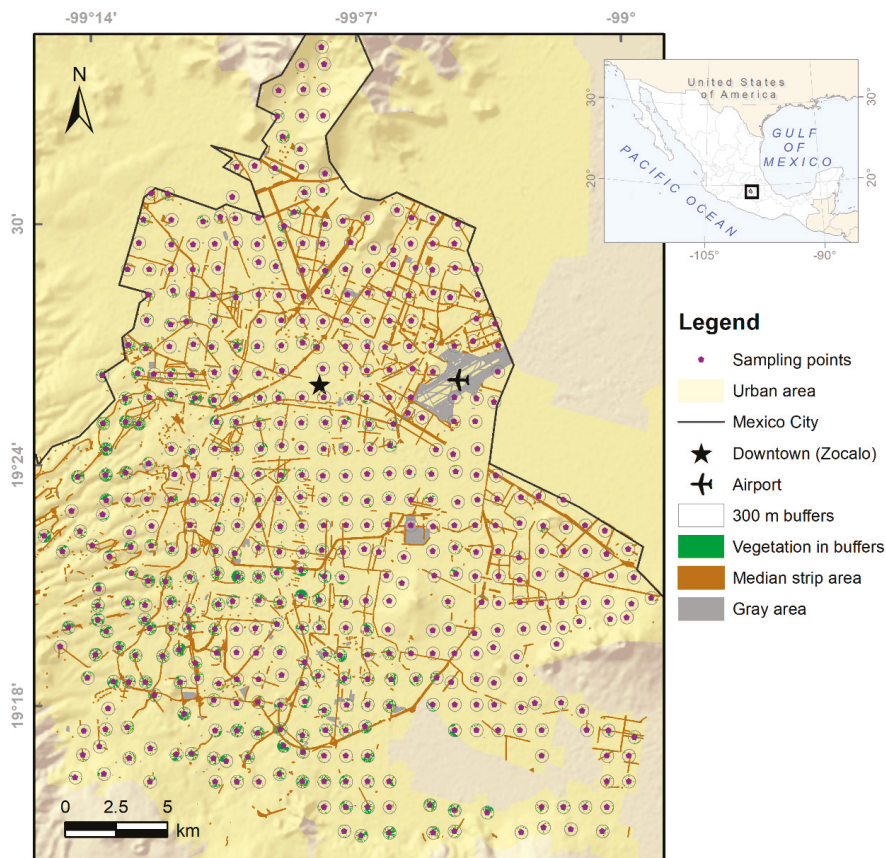 -99°14'
-99°7'
-99°
N
30'
19°24'
19°18'
0 2.5 5
km
United States
of America
30°
30°
GULF
OF
MEXICO
PACIFIC OCEAN
20°
20°
-105°
-90°
Legend
Sampling points
Urban area
Mexico City
Downtown (Zocalo)
Airport
300 m buffers
Vegetation in buffers
Median strip area
Gray area